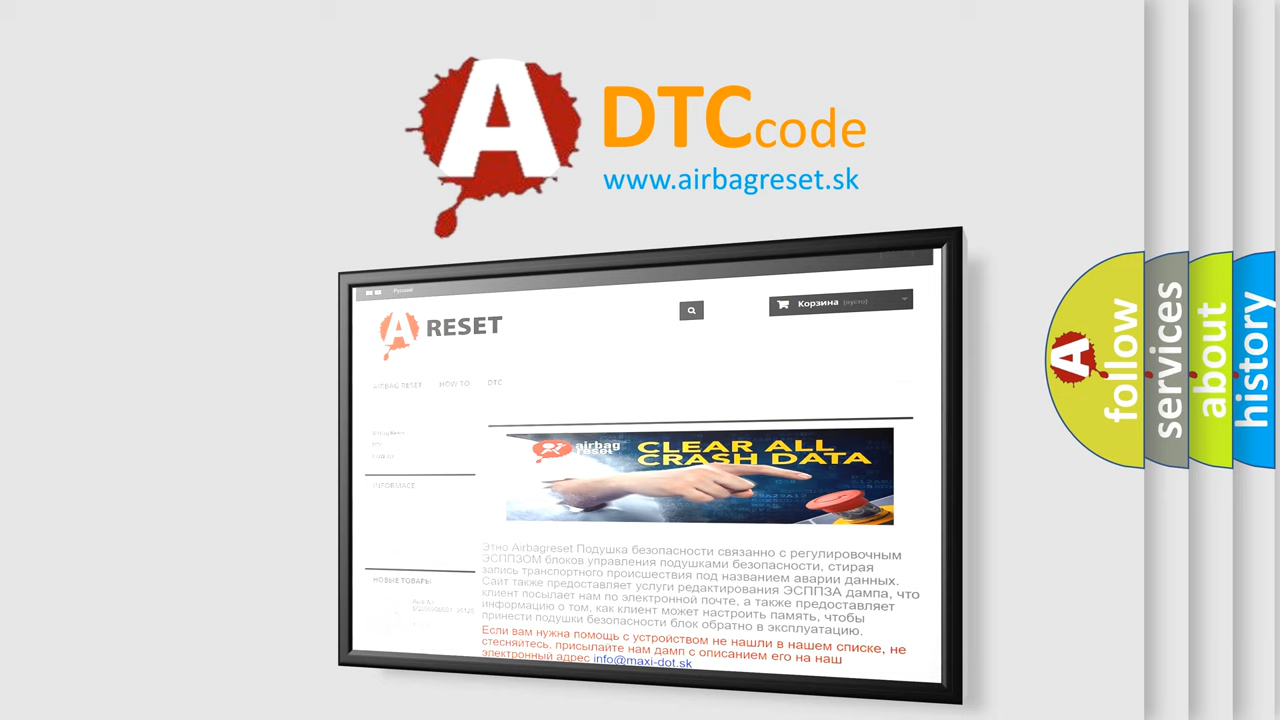 A DTCcode
www.airbagreset.sk
Русский
A RESET
Корзина (пусто)
AIRBAG RESET HOW TO DTC
Airbag Reset
DTC
INFORMACE
airbag reset
CLEAR ALL
CRASH DATA
Этно Airbagreset Подушка безопасности связанно с регулировочным
ЭСППЗОМ блоков управления подушками безопасности, стирая
запись транспортного происшествия под названием аварии данных.
Сайт также предоставляет услуги редактирования ЭСППЗА дампа, что
клиент посылает нам по электронной почте, а также предоставляет
информацию о том, как клиент может настроить память, чтобы
принести подушки безопасности блок обратно в эксплуатацию.
Если вам нужна помощь с устройством не нашли в нашем списке, не
стесняйтесь, присылайте нам дамп с описанием его на наш
электронный адрес info@maxi-dot.sk
НОВЫЕ ТОВАРЫ
A
follow
services
about
history